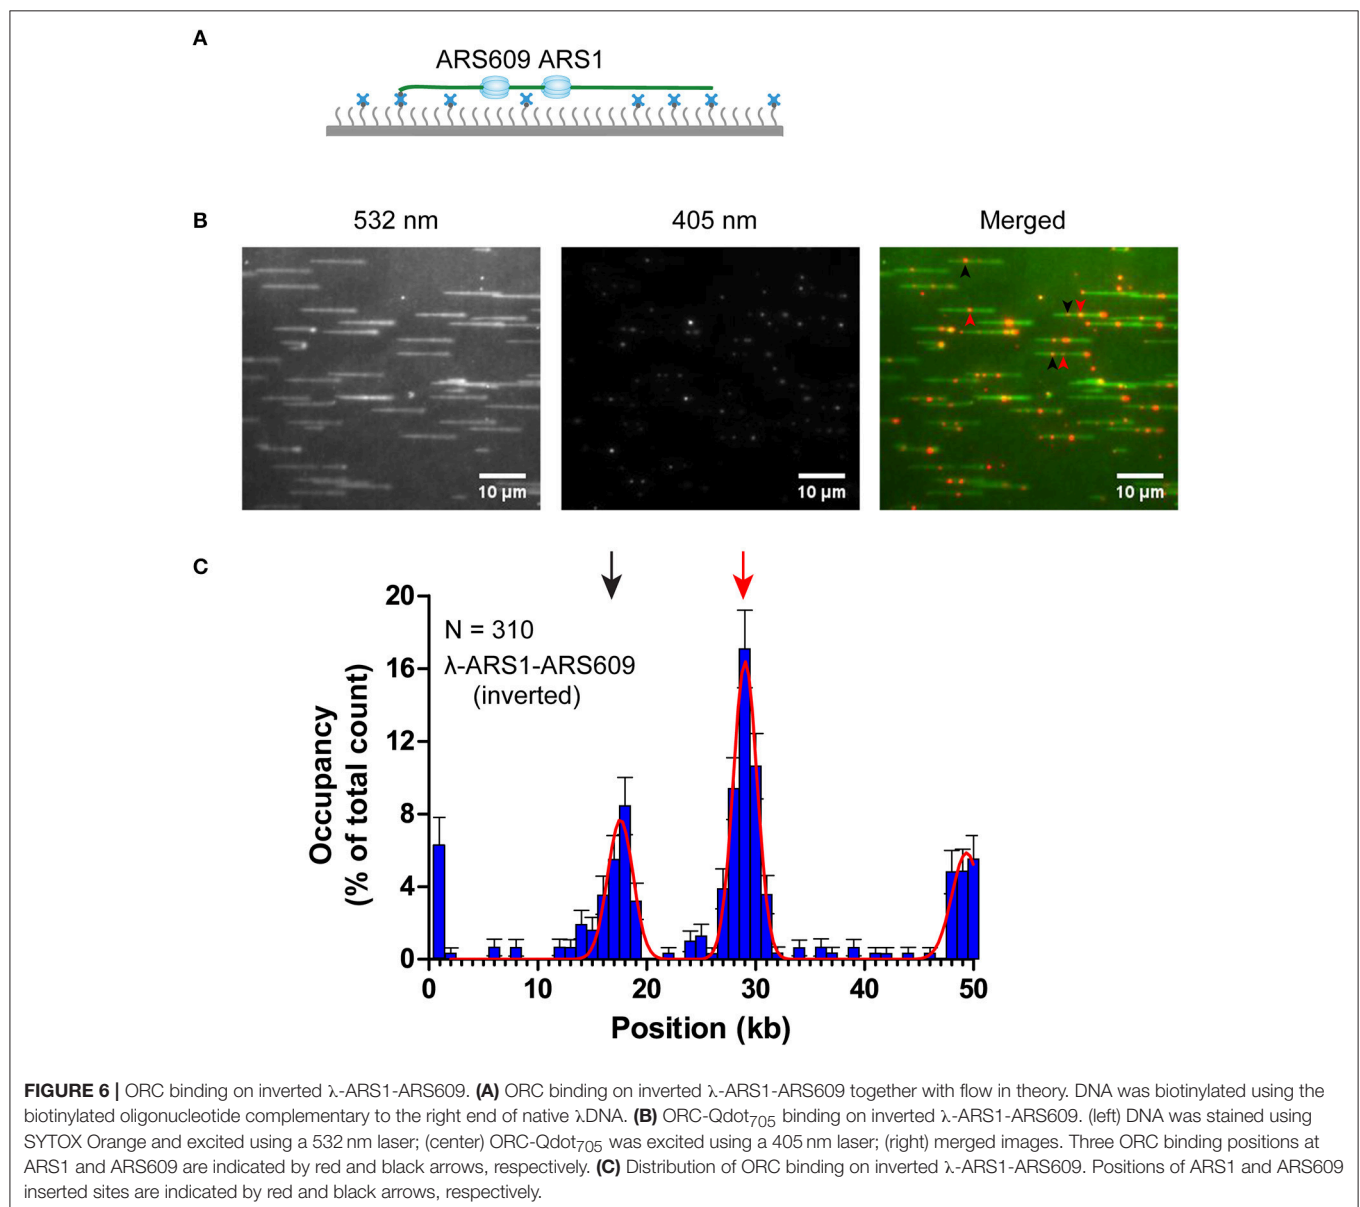 A
ARS609 ARS1
B
532 nm
405 nm
Merged
10 µm
10 µm
10 µm
C
20
16
12
8
4
0
Occupancy
(% of total count)
N = 310
λ-ARS1-ARS609
(inverted)
0
10
20
30
40
50
Position (kb)
FIGURE 6 | ORC binding on inverted λ-ARS1-ARS609. (A) ORC binding on inverted λ-ARS1-ARS609 together with flow in theory. DNA was biotinylated using the
biotinylated oligonucleotide complementary to the right end of native λDNA. (B) ORC-Qdot705 binding on inverted λ-ARS1-ARS609. (left) DNA was stained using
SYTOX Orange and excited using a 532 nm laser; (center) ORC-Qdot705 was excited using a 405 nm laser; (right) merged images. Three ORC binding positions at
ARS1 and ARS609 are indicated by red and black arrows, respectively. (C) Distribution of ORC binding on inverted λ-ARS1-ARS609. Positions of ARS1 and ARS609
inserted sites are indicated by red and black arrows, respectively.